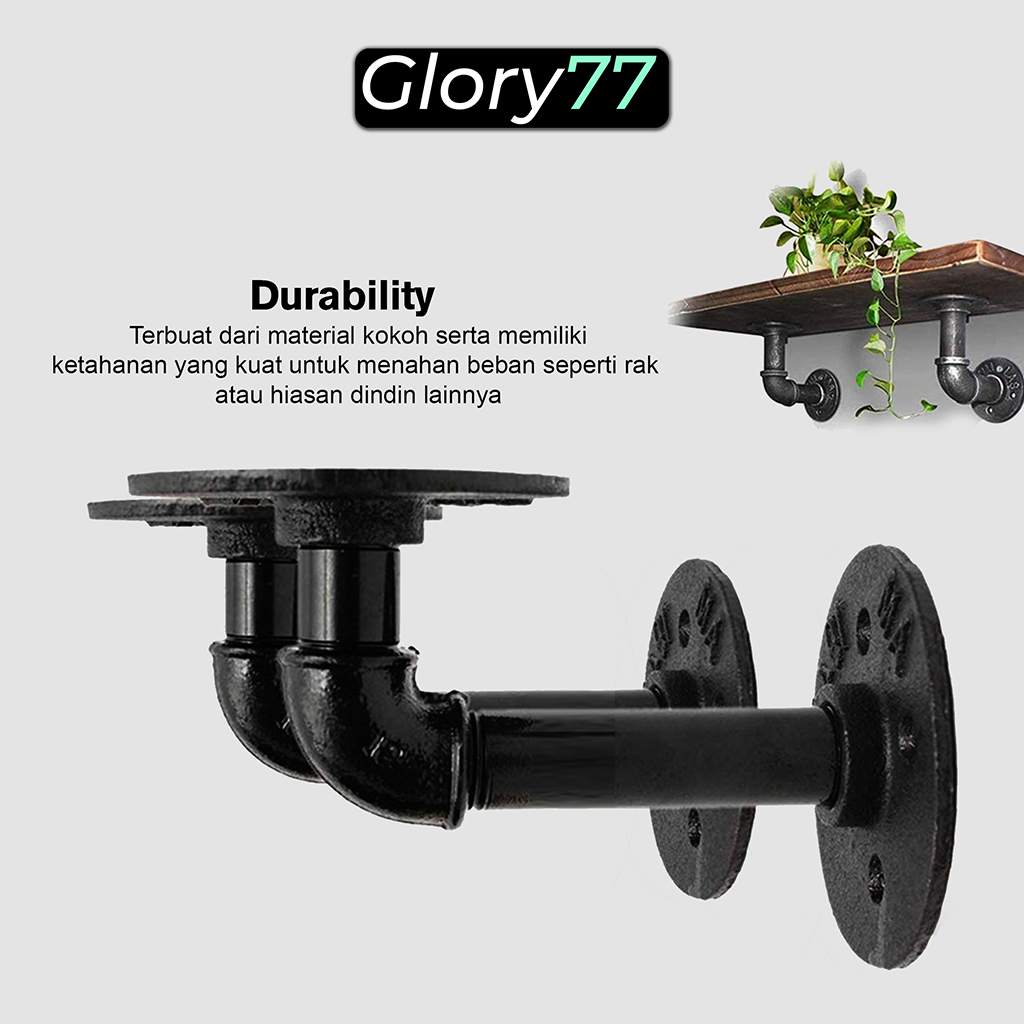 Glory77
Durability
Terbuat dari material kokoh serta memiliki
ketahanan yang kuat untuk menahan beban seperti rak
atau hiasan dindin lainnya